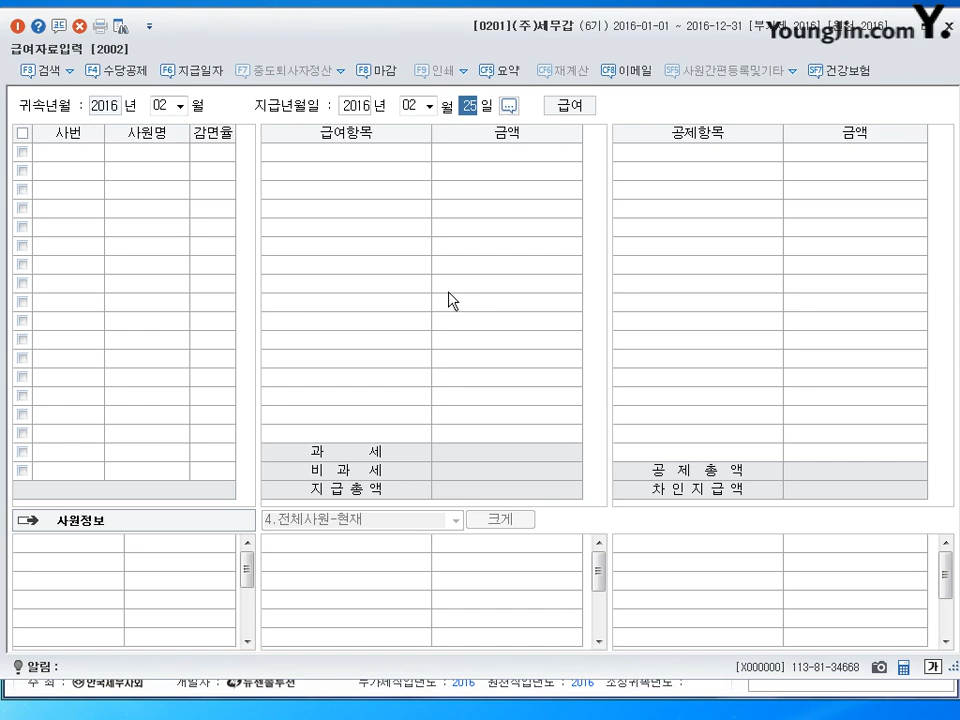 [0201](주)세무갑 (6기) 2016-01-01 ~ 2016-12-31
YoungJin.com Y.
급여자료입력 [2002]
F3 검색 F4 수당공제 F6 지급일자 F7 중도퇴사자정산 F8 마감 F9 인쇄 CF5 요약 CF6 재계산 CF8 이메일 SF5 사원간편등록및기타 SF7 건강보험
귀속년월 : 2016 년 02 월 지급년월일 : 2016 년 02 월 25 일 ... 급여
사번 사원명 감면율 급여항목 금액 공제항목 금액
과 세
비 과 세 공 제 총 액
지 급 총 액 차 인 지 급 액
사원정보 4.전체사원-현재 크게
알림 : [X000000] 113-81-34668 가
주 최 : 한국세무사회 개발자 : 뉴젠솔루션 부가세작업년도 : 2016 원천작업년도 : 2016